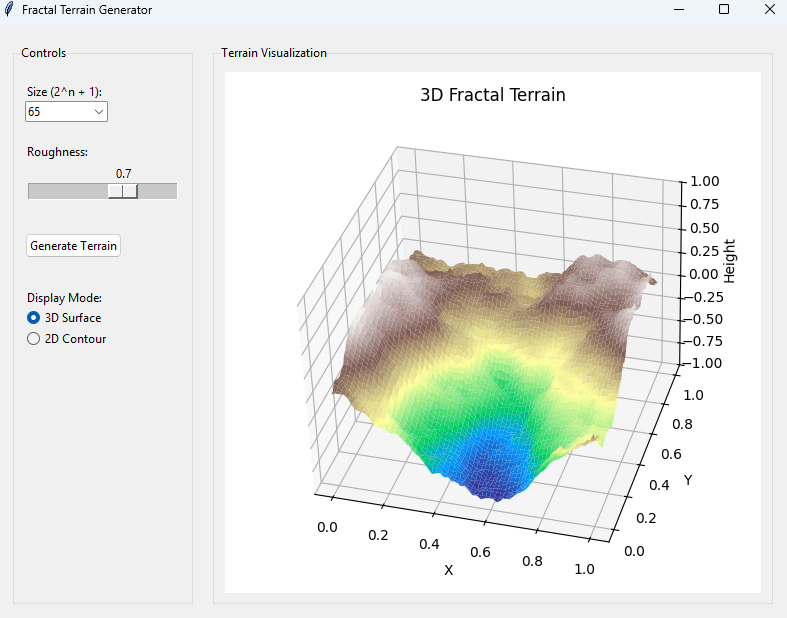 Fractal Terrain Generator
Controls
Size (2^n + 1):
65
Roughness:
0.7
Generate Terrain
Display Mode:
3D Surface
2D Contour
Terrain Visualization
3D Fractal Terrain
1.00
0.75
0.50
0.25
0.00
−0.25
−0.50
−0.75
−1.00
Height
1.0
0.8
0.6
0.4
0.2
0.0
Y
0.0
0.2
0.4
0.6
0.8
1.0
X